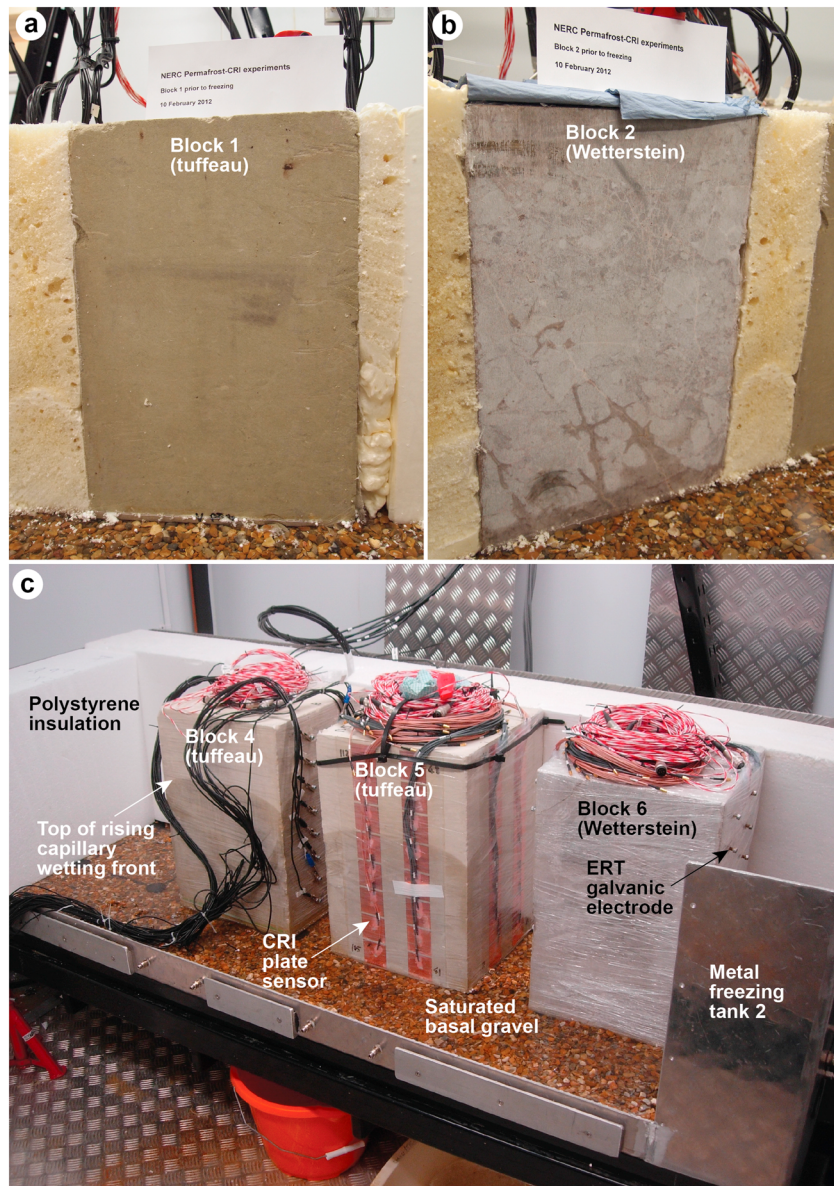 a
NERC Permafrost-CRI experiments
Block 1 prior to freezing
10 February 2012
Block 1
(tuffeau)
b
NERC Permafrost-CRI experiments
Block 2 prior to freezing
10 February 2012
Block 2
(Wetterstein)
c
Polystyrene
insulation
Block 4
(tuffeau)
Block 5
(tuffeau)
Block 6
(Wetterstein)
Top of rising
capillary
wetting front
ERT
galvanic
electrode
CRI
plate
sensor
Saturated
basal gravel
Metal
freezing
tank 2